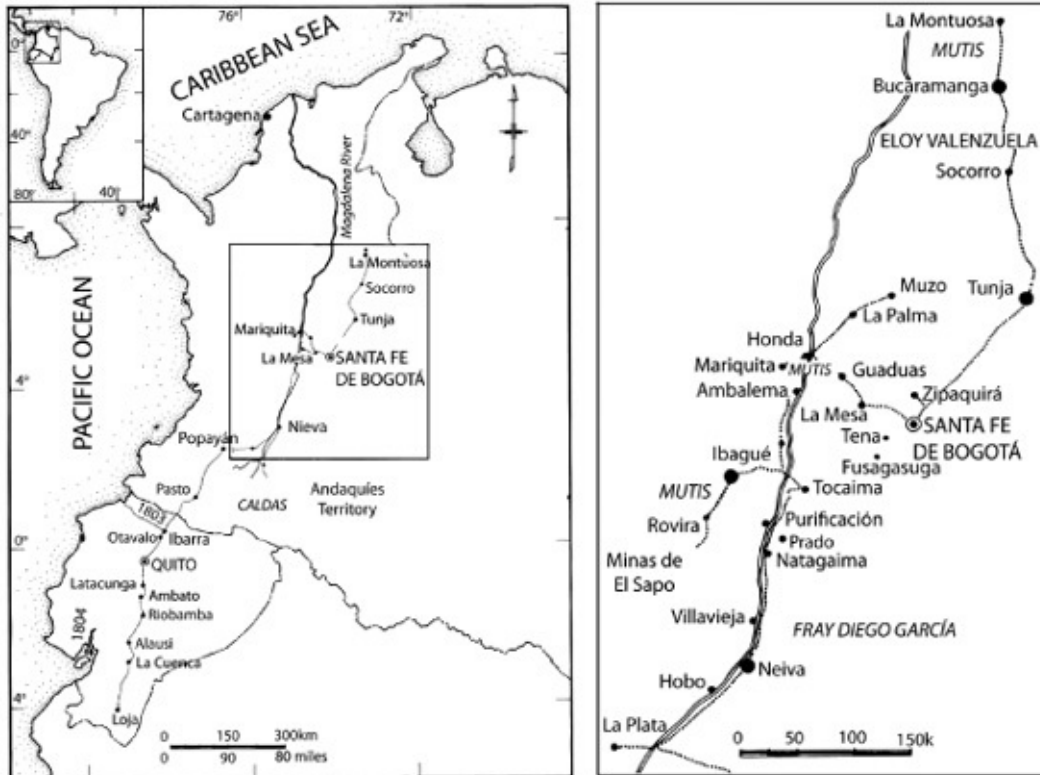 76°
72°
0°
40°
80°
40°
CARIBBEAN SEA
Cartagena
Magdalena River
La Montuosa
Socorro
Tunja
Mariquita
La Mesa
SANTA FE
DE BOGOTÁ
PACIFIC OCEAN
4°
Nieva
Popayán
Pasto
CALDAS
Andaquíes
Territory
1803
Otavalo
Ibarra
0°
QUITO
Latacunga
Ambato
Riobamba
1804
Alausi
La Cuenca
4°
Loja
0 150 300km
0 90 80 miles
La Montuosa
MUTIS
Bucaramanga
ELOY VALENZUELA
Socorro
Muzo
Tunja
La Palma
Honda
Mariquita
MUTIS
Guaduas
Ambalema
Zipaquirá
La Mesa
SANTA FE
DE BOGOTÁ
Tena
Ibagué
Fusagasuga
MUTIS
Tocaima
Rovira
Purificación
Prado
Minas de
El Sapo
Natagaima
Villavieja
FRAY DIEGO GARCÍA
Neiva
Hobo
La Plata
0 50 100 150k